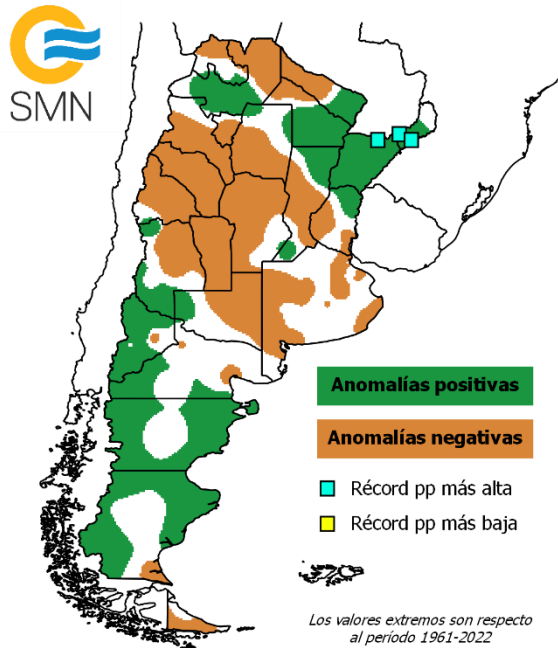 SMN
Anomalías positivas
Anomalías negativas
Récord pp más alta
Récord pp más baja
Los valores extremos son respecto
al período 1961-2022